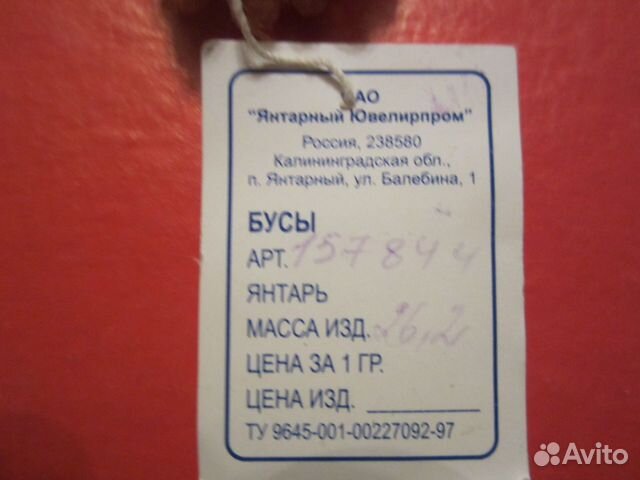 ОАО
"Янтарный Ювелирпром"
Россия, 238580
Калининградская обл.,
п. Янтарный, ул. Балебина, 1
БУСЫ
АРТ. 157844
ЯНТАРЬ
МАССА ИЗД. 26,2
ЦЕНА ЗА 1 ГР.
ЦЕНА ИЗД.
ТУ 9645-001-00227092-97
Avito